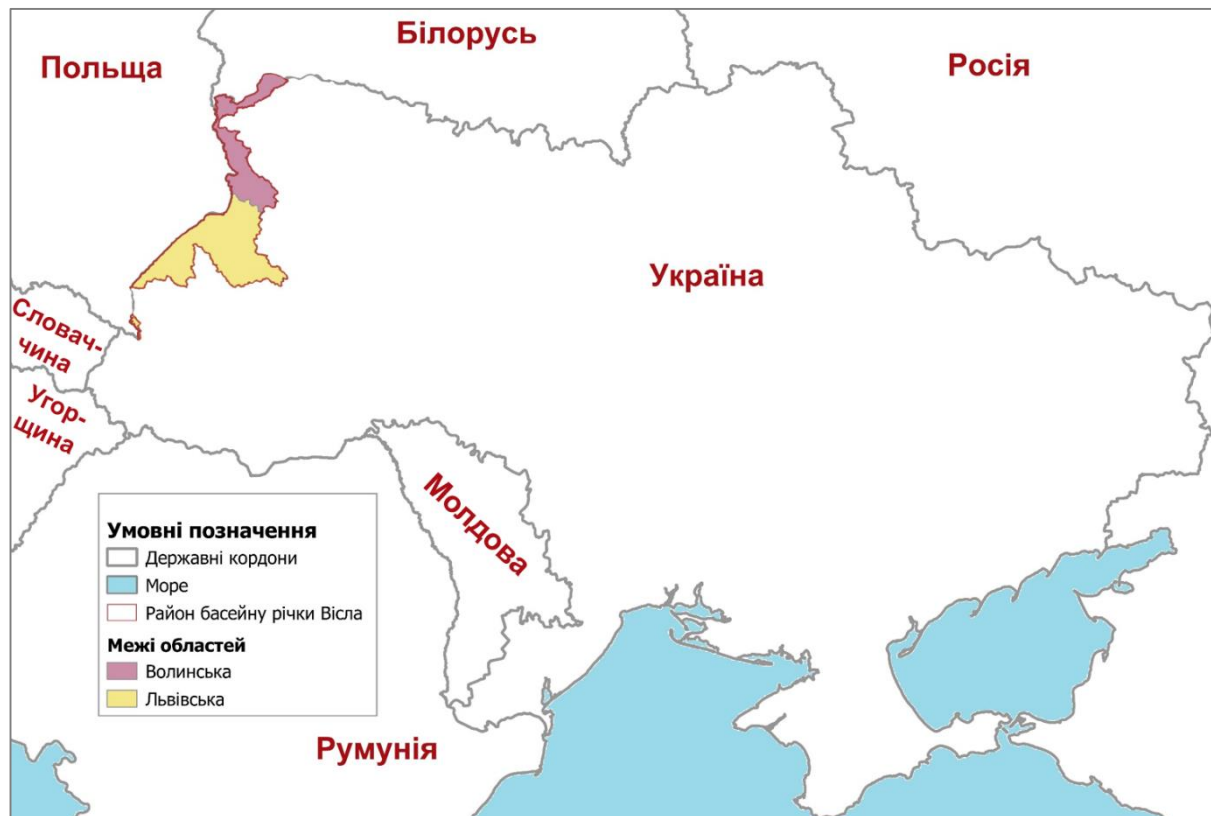 Білорусь
Польща
Росія
Україна
Словач-
чина
Угор-
щина
Молдова
Умовні позначення
Державні кордони
Море
Район басейну річки Вісла
Межі областей
Волинська
Львівська
Румунія